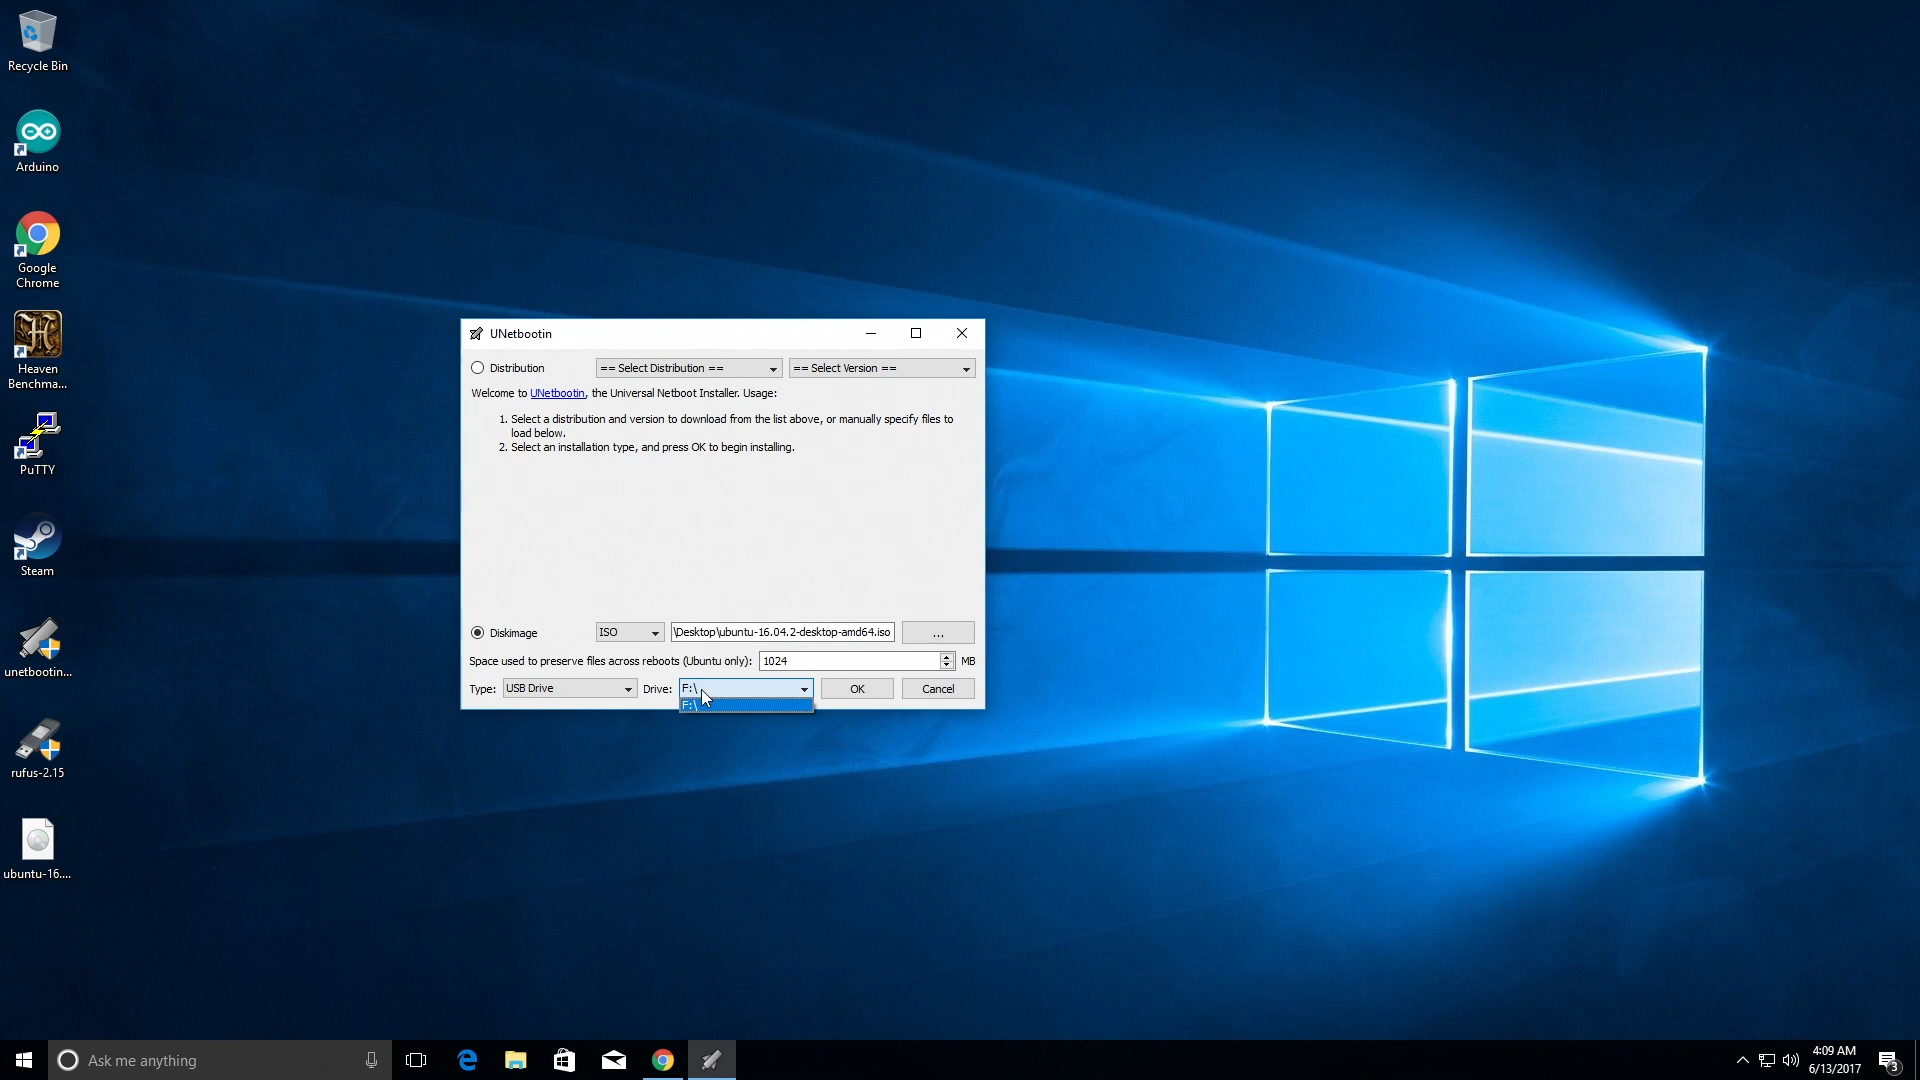 Recycle Bin
Arduino
Google
Chrome
Heaven
Benchma...
PuTTY
Steam
unetbootin...
rufus-2.15
ubuntu-16....
UNetbootin
Distribution
== Select Distribution ==
== Select Version ==
Welcome to UNetbootin, the Universal Netboot Installer. Usage:
1. Select a distribution and version to download from the list above, or manually specify files to
load below.
2. Select an installation type, and press OK to begin installing.
Diskimage
ISO
\Desktop\ubuntu-16.04.2-desktop-amd64.iso
...
Space used to preserve files across reboots (Ubuntu only):
1024
MB
Type:
USB Drive
Drive:
F:\
OK
Cancel
F:\
Ask me anything
4:09 AM
6/13/2017
3